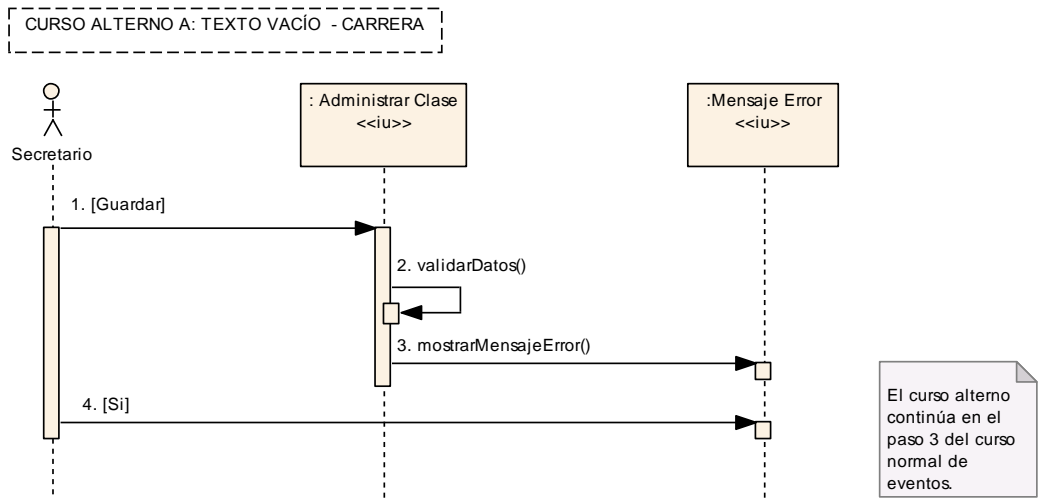 CURSO ALTERNO A: TEXTO VACÍO - CARRERA
Secretario
: Administrar Clase
<<iu>>
:Mensaje Error
<<iu>>
1. [Guardar]
2. validarDatos()
3. mostrarMensajeError()
4. [Si]
El curso alterno
continúa en el
paso 3 del curso
normal de
eventos.